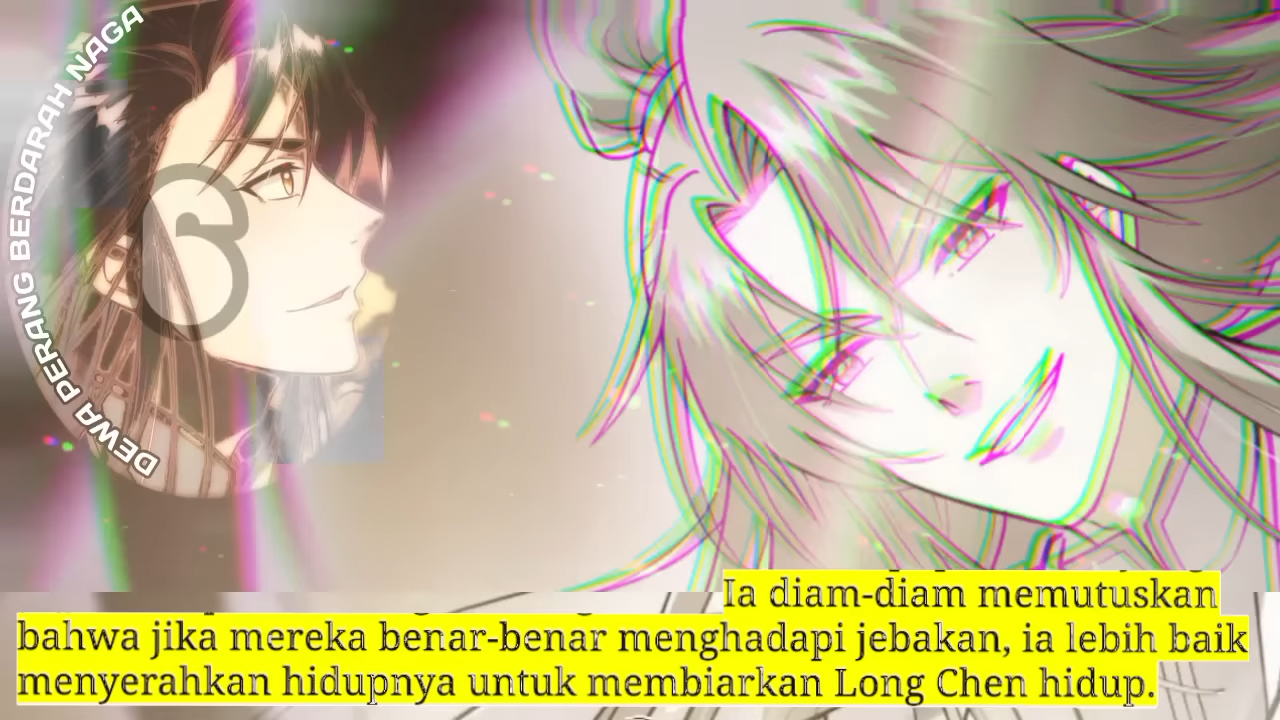 DEWA PERANG BERDARAH NAGA
6
Ia diam-diam memutuskan
bahwa jika mereka benar-benar menghadapi jebakan, ia lebih baik
menyerahkan hidupnya untuk membiarkan Long Chen hidup.